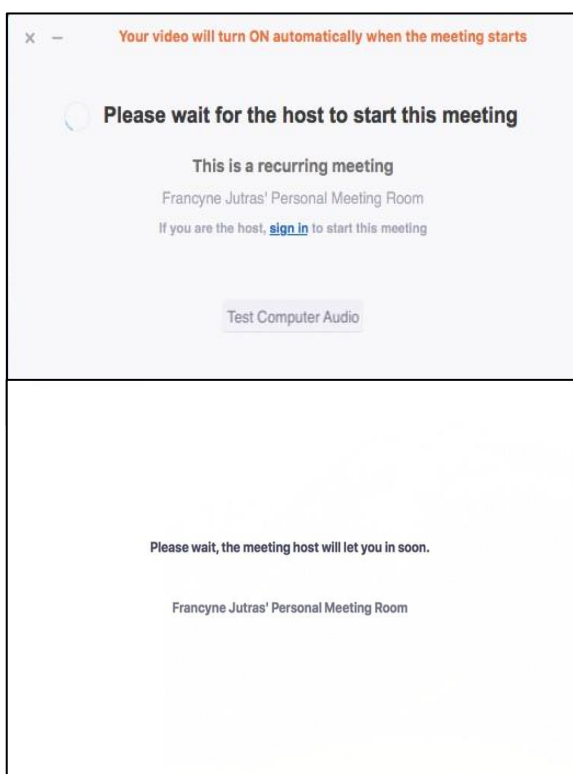 Your video will turn ON automatically when the meeting starts
Please wait for the host to start this meeting
This is a recurring meeting
Francyne Jutras' Personal Meeting Room
If you are the host, sign in to start this meeting
Test Computer Audio
Please wait, the meeting host will let you in soon.
Francyne Jutras' Personal Meeting Room